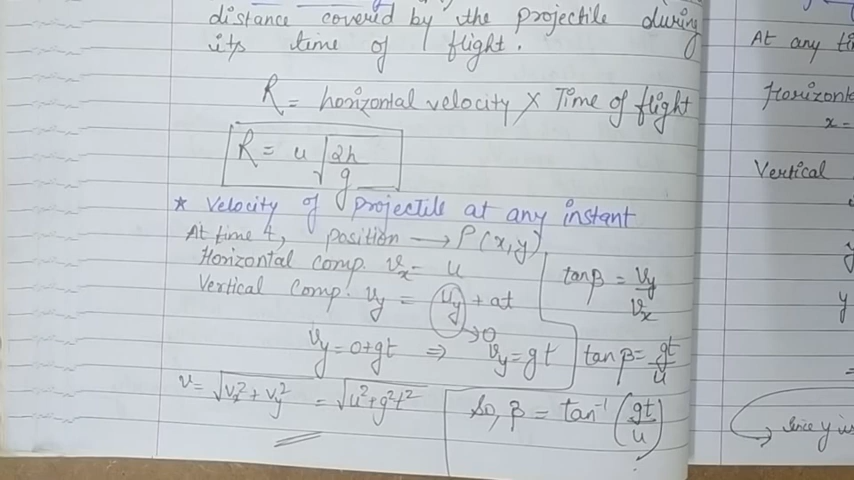 distance covered by the projectile during
its time of flight.
R = horizontal velocity × Time of flight
R = u √(2h/g)
* Velocity of projectile at any instant
At time t, position → P(x,y)
Horizontal comp. vx = u
Vertical comp. vy = uy + at
→0
vy = 0+gt ⇒ vy = gt
v = √(vx²+vy²) = √(u²+g²t²)
tanβ = vy/vx
tanβ = gt/u
So, β = tan⁻¹(gt/u)
At any
Horizont
x =
Vertical
y
=
→ since y is